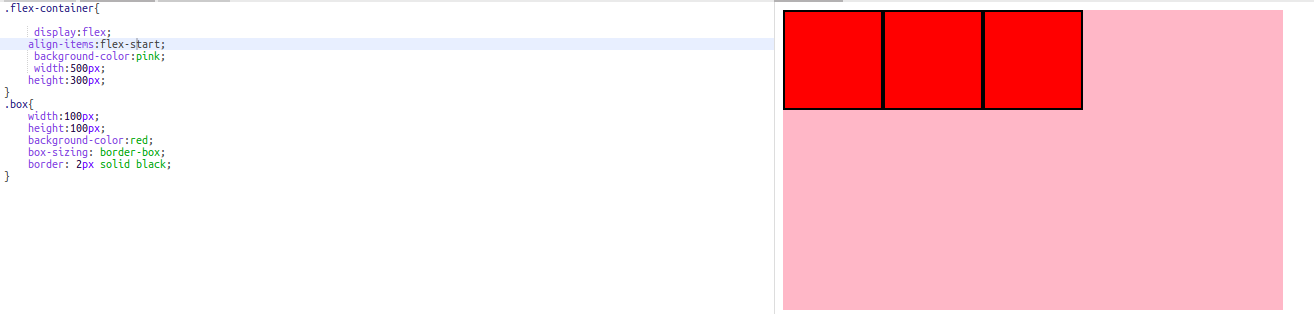 .flex-container{
display:flex;
align-items:flex-start;
background-color:pink;
width:500px;
height:300px;
}
.box{
width:100px;
height:100px;
background-color:red;
box-sizing: border-box;
border: 2px solid black;
}